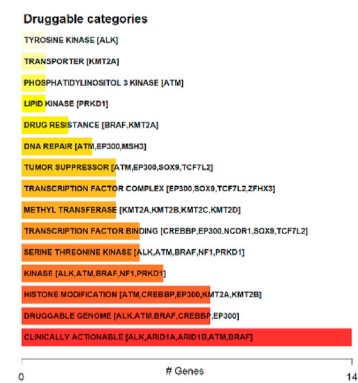 Druggable categories
TYROSINE KINASE [ALK]
TRANSPORTER [KMT2A]
PHOSPHATIDYLINOSITOL 3 KINASE [ATM]
LIPID KINASE [PRKD1]
DRUG RESISTANCE [BRAF,KMT2A]
DNA REPAIR [ATM,EP300,MSH3]
TUMOR SUPPRESSOR [ATM,EP300,SOX9,TCF7L2]
TRANSCRIPTION FACTOR COMPLEX [EP300,SOX9,TCF7L2,ZFHX3]
METHYL TRANSFERASE [KMT2A,KMT2B,KMT2C,KMT2D]
TRANSCRIPTION FACTOR BINDING [CREBBP,EP300,NCOR1,SOX9,TCF7L2]
SERINE THREONINE KINASE [ALK,ATM,BRAF,NF1,PRKD1]
KINASE [ALK,ATM,BRAF,NF1,PRKD1]
HISTONE MODIFICATION [ATM,CREBBP,EP300,KMT2A,KMT2B]
DRUGGABLE GENOME [ALK,ATM,BRAF,CREBBP,EP300]
CLINICALLY ACTIONABLE [ALK,ARID1A,ARID1B,ATM,BRAF]
0 # Genes 14